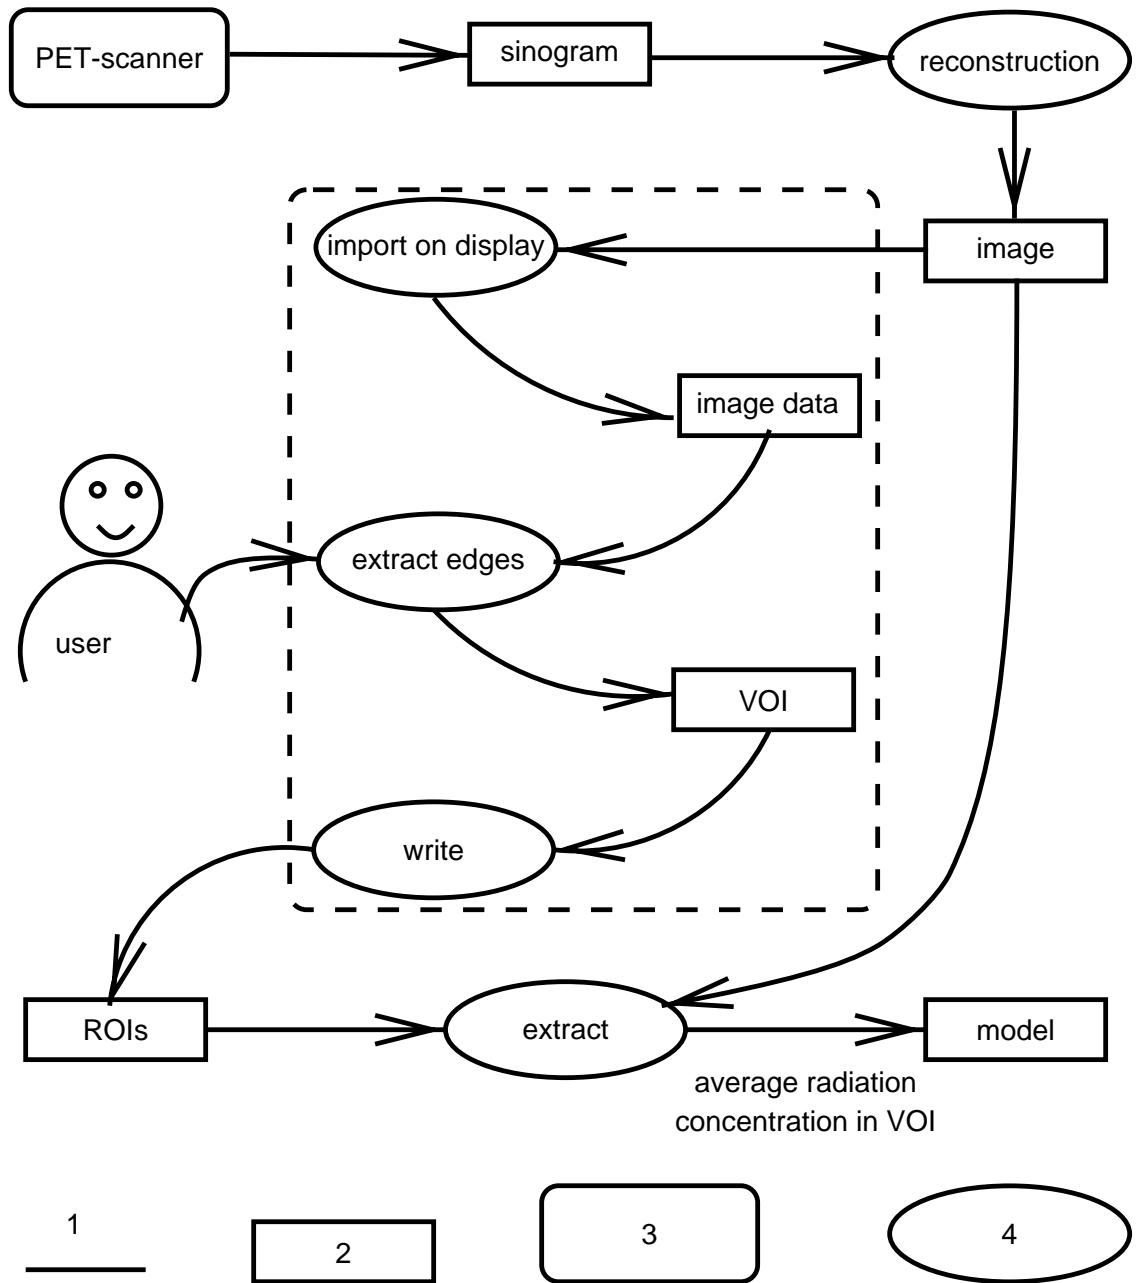 PET-scanner
sinogram
reconstruction
import on display
image
image data
extract edges
user
VOI
write
ROIs
extract
model
average radiation
concentration in VOI
1
2
3
4